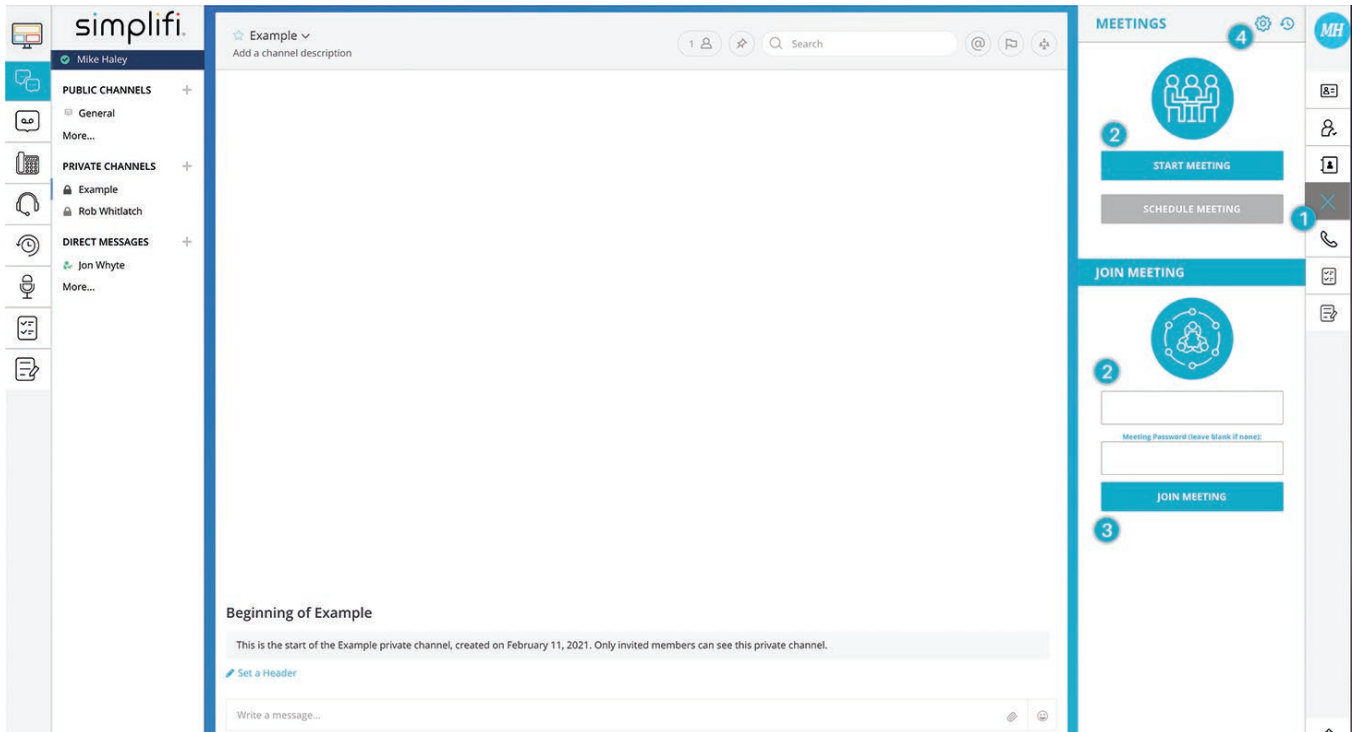 simplifi.
Mike Haley
PUBLIC CHANNELS +
General
More...
PRIVATE CHANNELS +
Example
Rob Whitlatch
DIRECT MESSAGES +
Jon Whyte
More...
Example
Add a channel description
1
Search
@
Beginning of Example
This is the start of the Example private channel, created on February 11, 2021. Only invited members can see this private channel.
Set a Header
Write a message...
MEETINGS
4
2
START MEETING
SCHEDULE MEETING
JOIN MEETING
2
Meeting Password (leave blank if none):
JOIN MEETING
3
MH
1